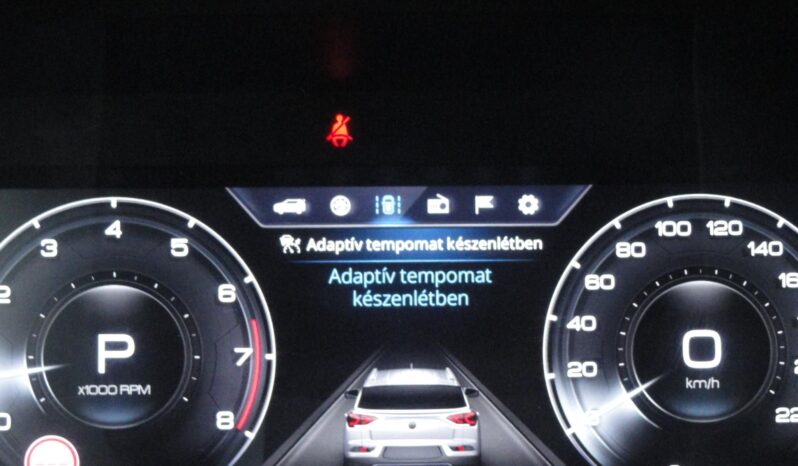 Adaptív tempomat készenlétben
Adaptív tempomat
készenlétben
2
3
4
5
6
7
8
P
x1000 RPM
40
60
80
100
120
140
0
km/h